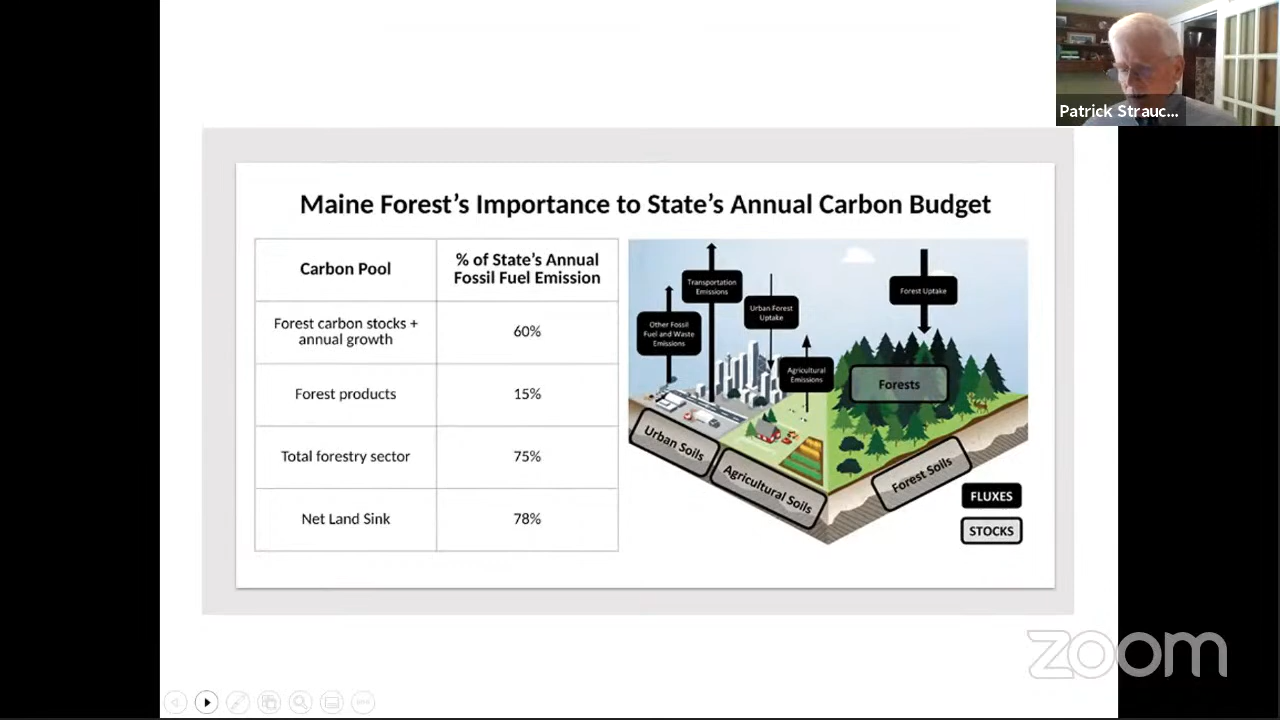 Patrick Strauc...
Maine Forest's Importance to State's Annual Carbon Budget
Carbon Pool
% of State's Annual
Fossil Fuel Emission
Forest carbon stocks +
annual growth
60%
Forest products
15%
Total forestry sector
75%
Net Land Sink
78%
Transportation
Emissions
Other Fossil
Fuel and Waste
Emissions
Urban Forest
Uptake
Agricultural
Emissions
Forest Uptake
Forests
Urban Soils
Agricultural Soils
Forest Soils
FLUXES
STOCKS
zoom